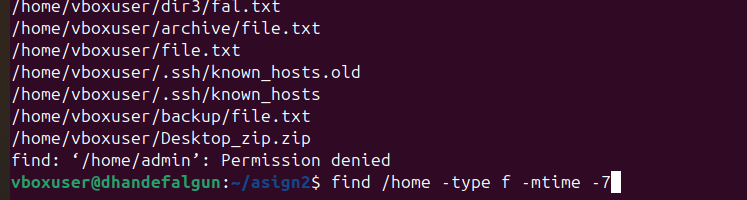 /home/vboxuser/dir3/fal.txt
/home/vboxuser/archive/file.txt
/home/vboxuser/file.txt
/home/vboxuser/.ssh/known_hosts.old
/home/vboxuser/.ssh/known_hosts
/home/vboxuser/backup/file.txt
/home/vboxuser/Desktop_zip.zip
find: ‘/home/admin’: Permission denied
vboxuser@dhandefalgun:~/asign2$ find /home -type f -mtime -7